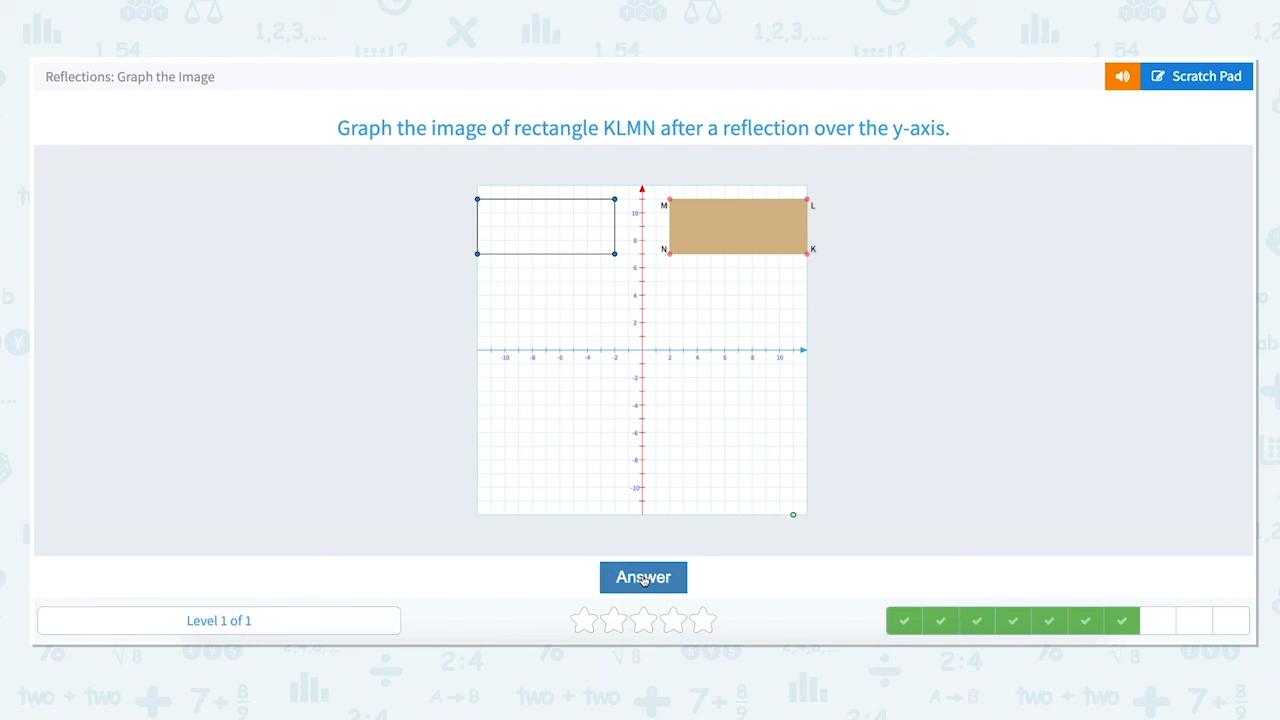 Reflections: Graph the Image
Scratch Pad
Graph the image of rectangle KLMN after a reflection over the y-axis.
M
L
N
K
10
8
6
4
2
-10 -8 -6 -4 -2 2 4 6 8 10
-2
-4
-6
-8
-10
Answer
Level 1 of 1